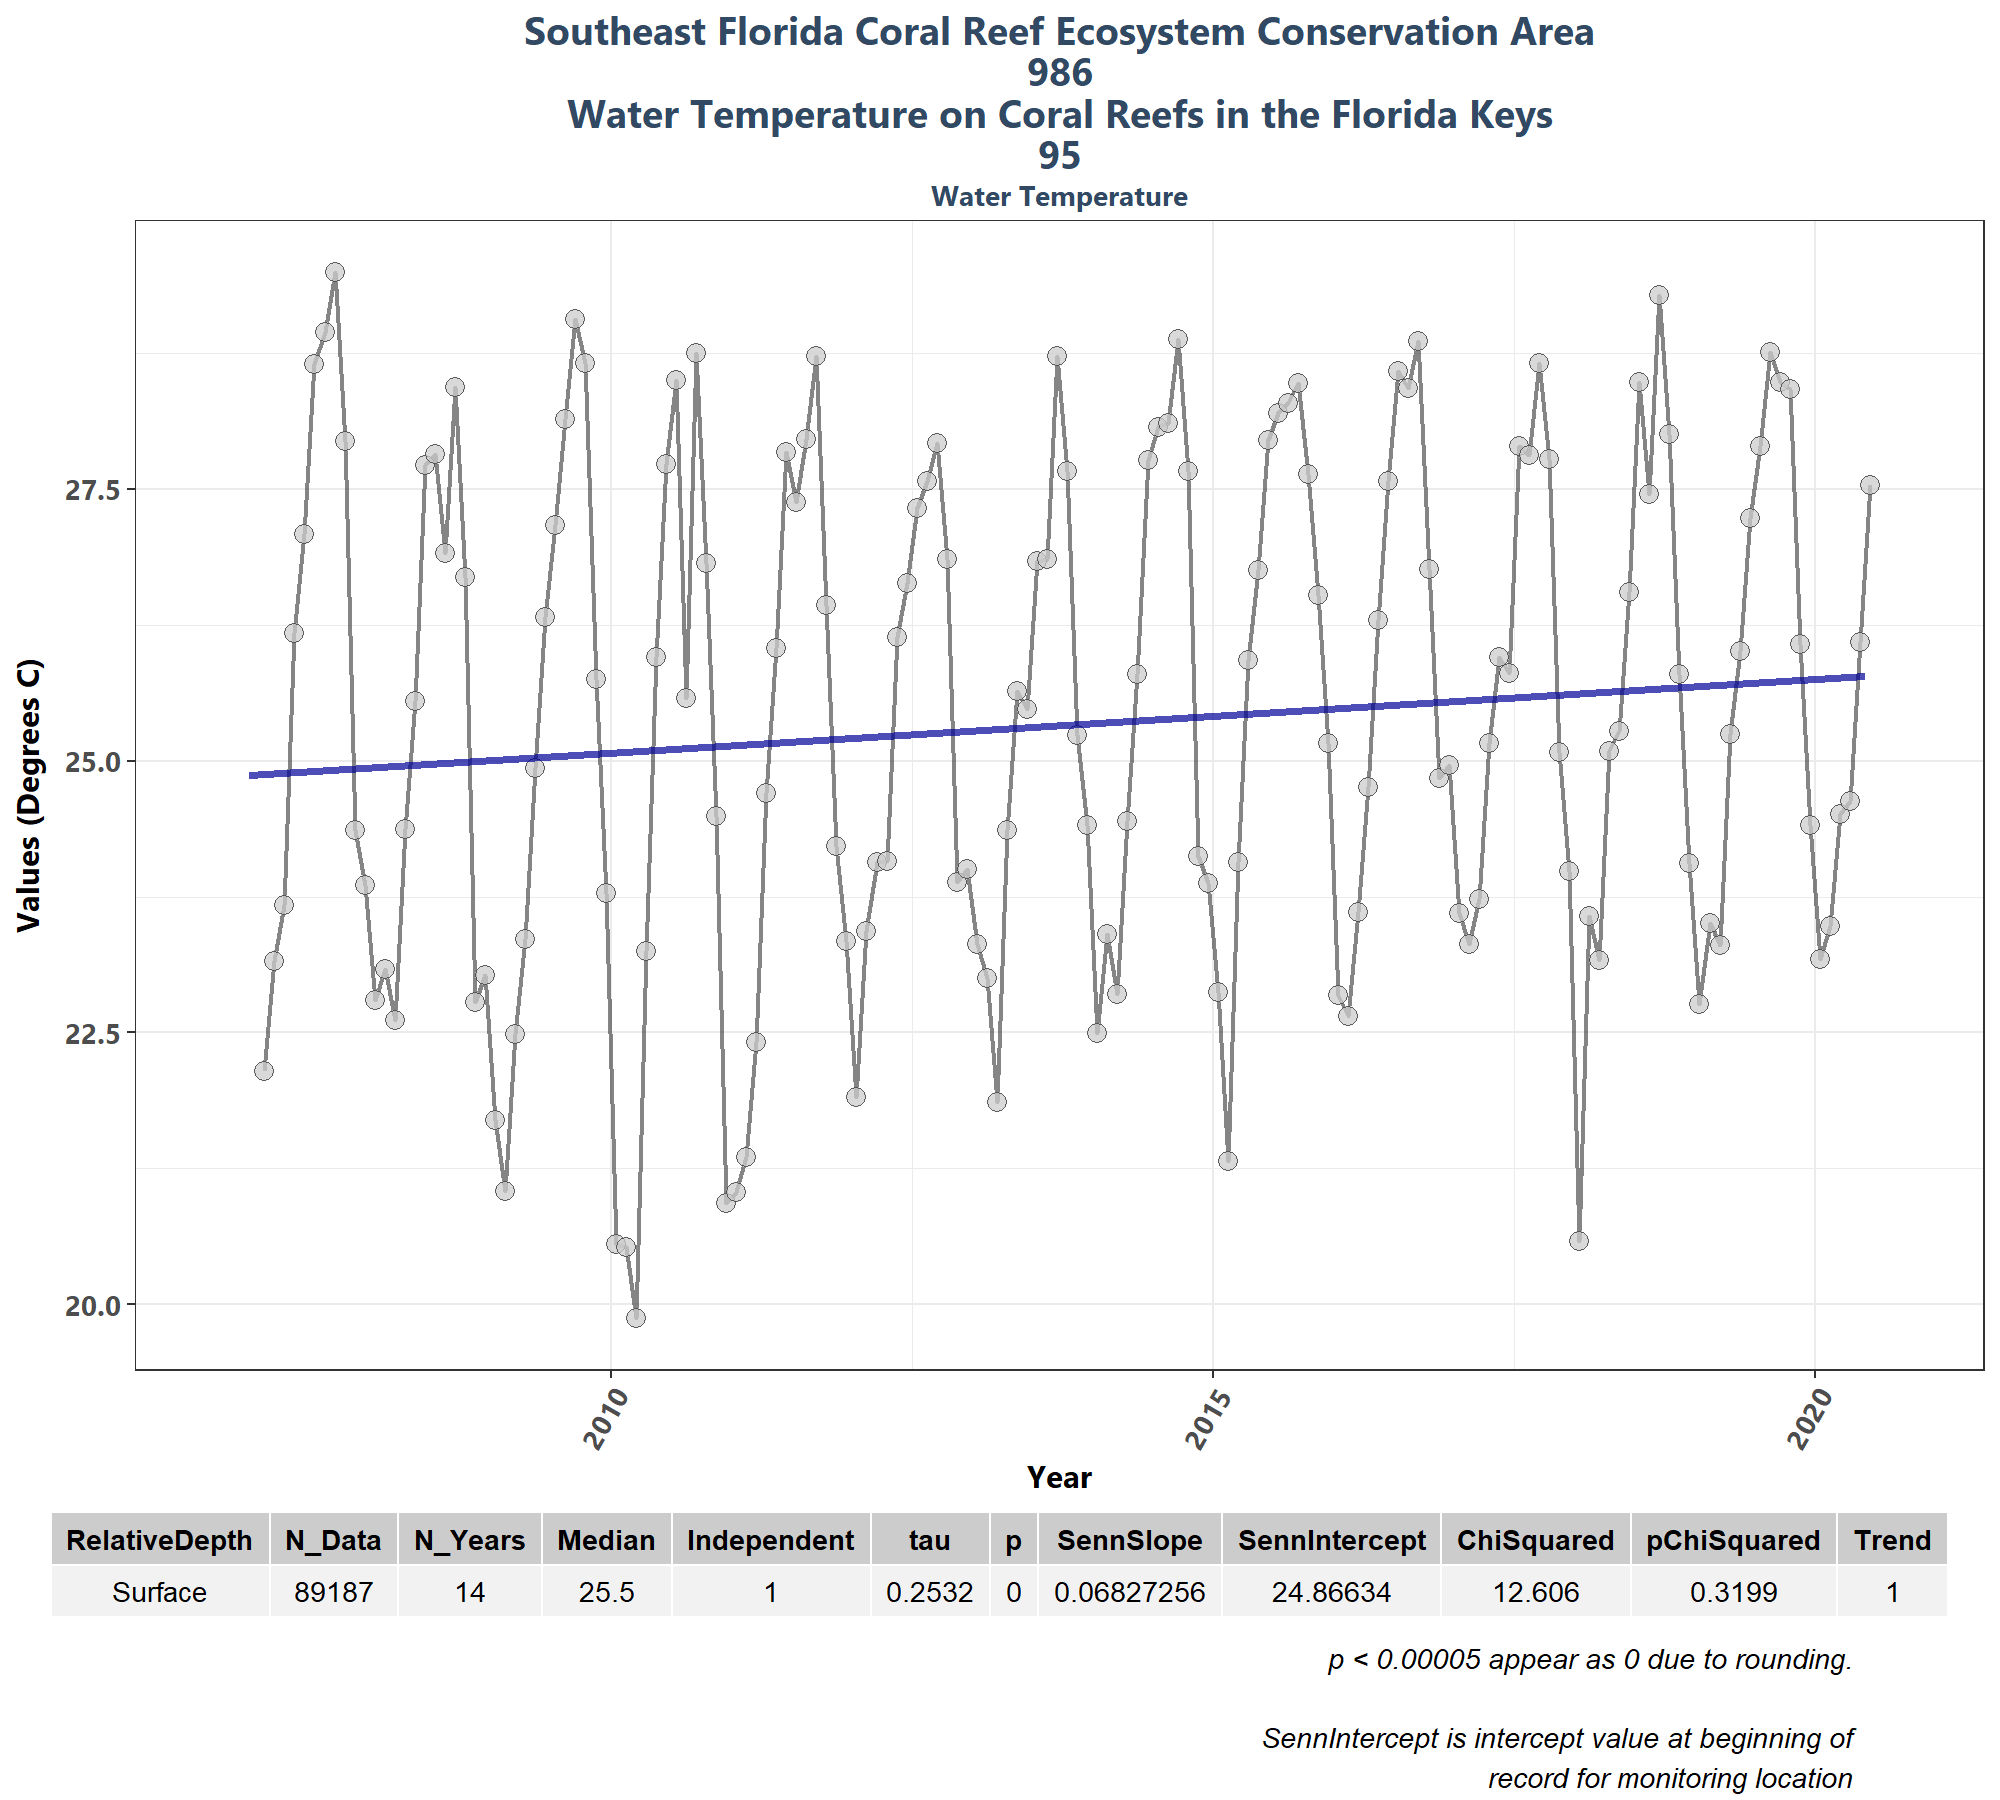 Southeast Florida Coral Reef Ecosystem Conservation Area
986
Water Temperature on Coral Reefs in the Florida Keys
95
Water Temperature
Values (Degrees C)
27.5
25.0
22.5
20.0
2010
2015
2020
Year
RelativeDepth N_Data N_Years Median Independent tau p SennSlope SennIntercept ChiSquared pChiSquared Trend
Surface 89187 14 25.5 1 0.2532 0 0.06827256 24.86634 12.606 0.3199 1
p < 0.00005 appear as 0 due to rounding.
SennIntercept is intercept value at beginning of
record for monitoring location